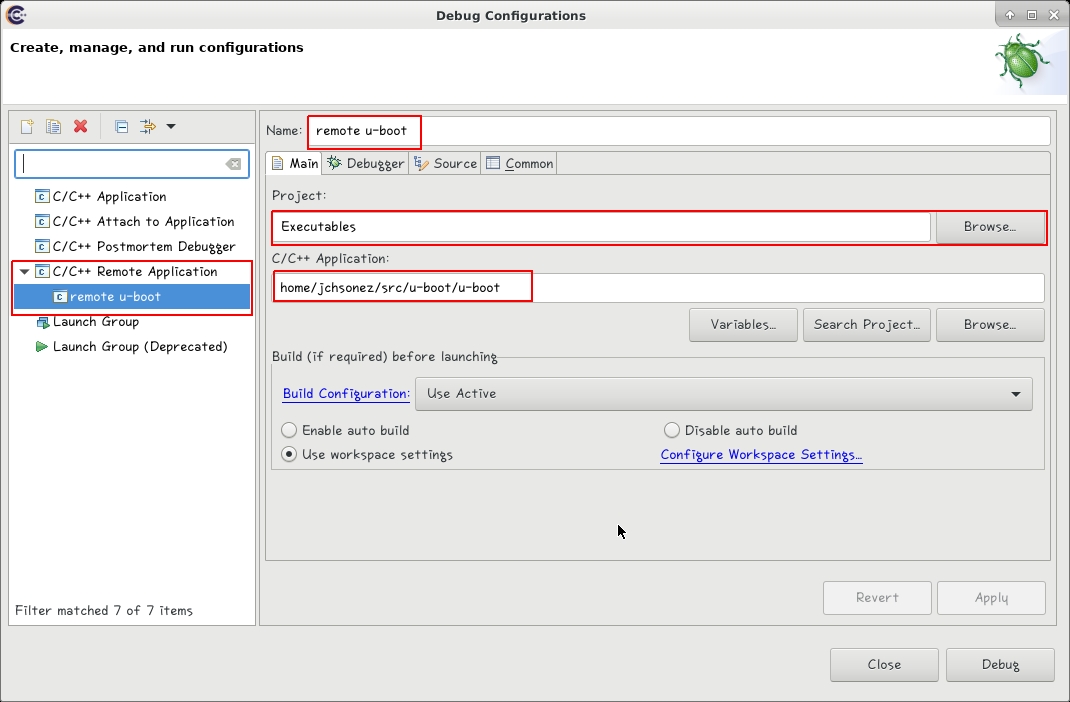 Debug Configurations
Create, manage, and run configurations
Name: remote u-boot
Main Debugger Source Common
C/C++ Application
C/C++ Attach to Application
C/C++ Postmortem Debugger
C/C++ Remote Application
remote u-boot
Launch Group
Launch Group (Deprecated)
Filter matched 7 of 7 items
Project:
Executables Browse...
C/C++ Application:
home/jchsonez/src/u-boot/u-boot
Variables... Search Project... Browse...
Build (if required) before launching
Build Configuration: Use Active
Enable auto build Disable auto build
Use workspace settings Configure Workspace Settings...
Revert Apply
Close Debug